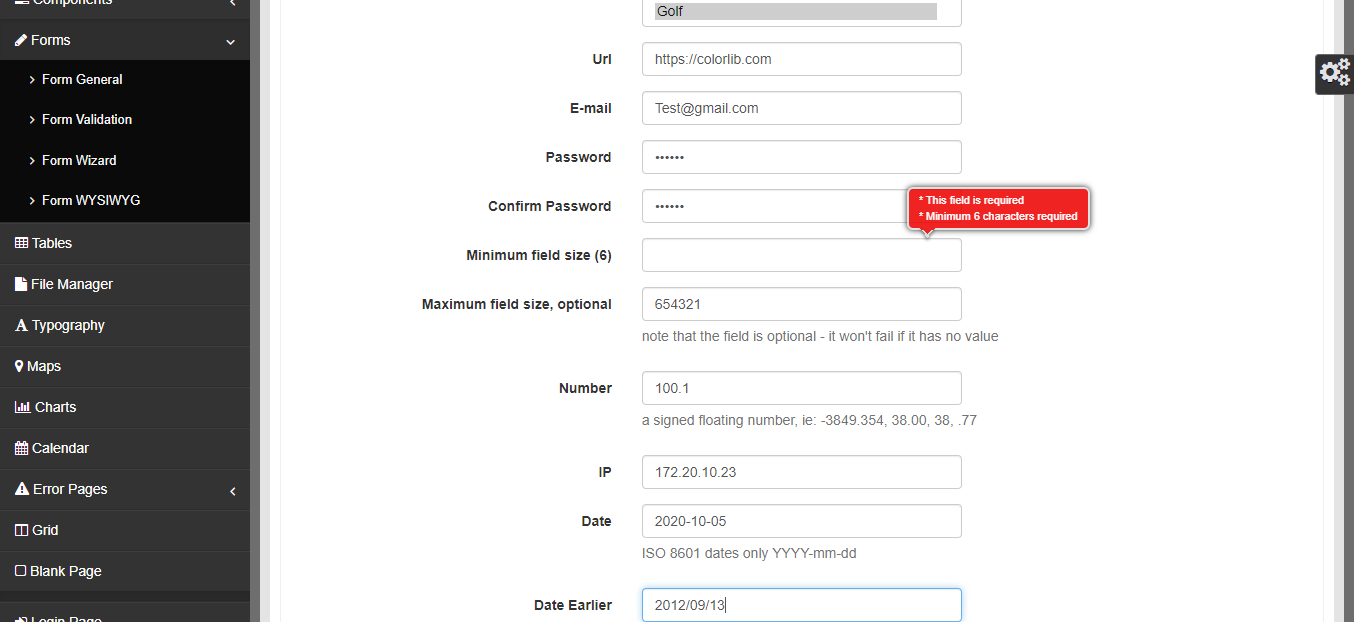 Components
Forms
Form General
Form Validation
Form Wizard
Form WYSIWYG
Tables
File Manager
Typography
Maps
Charts
Calendar
Error Pages
Grid
Blank Page
Login Page
Golf
Url
https://colorlib.com
E-mail
Test@gmail.com
Password
••••••
Confirm Password
••••••
* This field is required
* Minimum 6 characters required
Minimum field size (6)
Maximum field size, optional
654321
note that the field is optional - it won't fail if it has no value
Number
100.1
a signed floating number, ie: -3849.354, 38.00, 38, .77
IP
172.20.10.23
Date
2020-10-05
ISO 8601 dates only YYYY-mm-dd
Date Earlier
2012/09/13